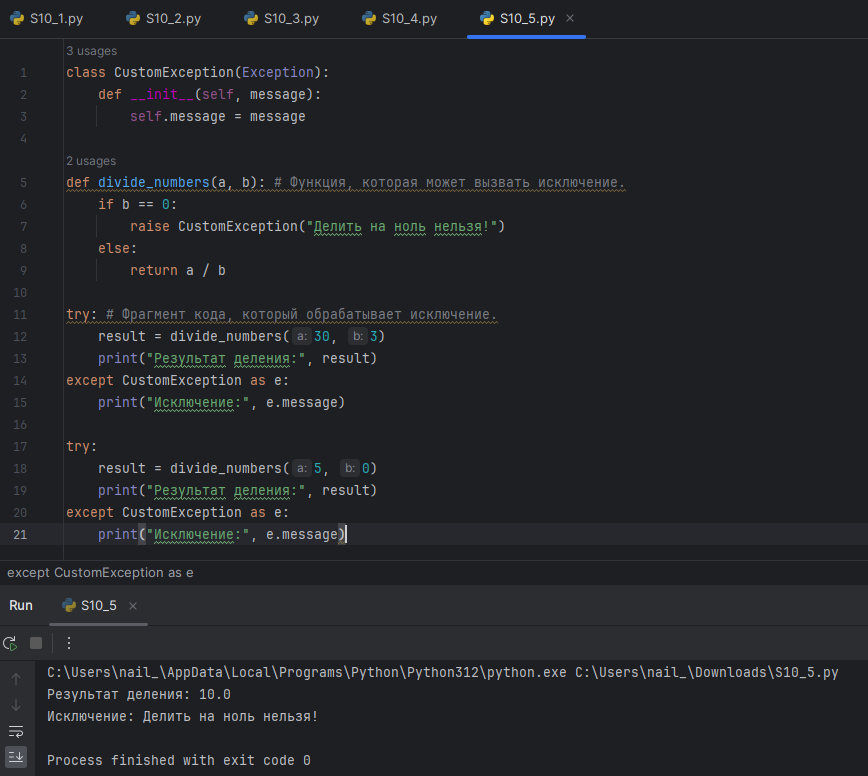 S10_1.py S10_2.py S10_3.py S10_4.py S10_5.py
3 usages
1 class CustomException(Exception):
2 def __init__(self, message):
3 self.message = message
4
2 usages
5 def divide_numbers(a, b): # Функция, которая может вызвать исключение.
6 if b == 0:
7 raise CustomException("Делить на ноль нельзя!")
8 else:
9 return a / b
10
11 try: # Фрагмент кода, который обрабатывает исключение.
12 result = divide_numbers( a: 30, b: 3)
13 print("Результат деления:", result)
14 except CustomException as e:
15 print("Исключение:", e.message)
16
17 try:
18 result = divide_numbers( a: 5, b: 0)
19 print("Результат деления:", result)
20 except CustomException as e:
21 print("Исключение:", e.message)
except CustomException as e
Run S10_5
C:\Users\nail_\AppData\Local\Programs\Python\Python312\python.exe C:\Users\nail_\Downloads\S10_5.py
Результат деления: 10.0
Исключение: Делить на ноль нельзя!
Process finished with exit code 0